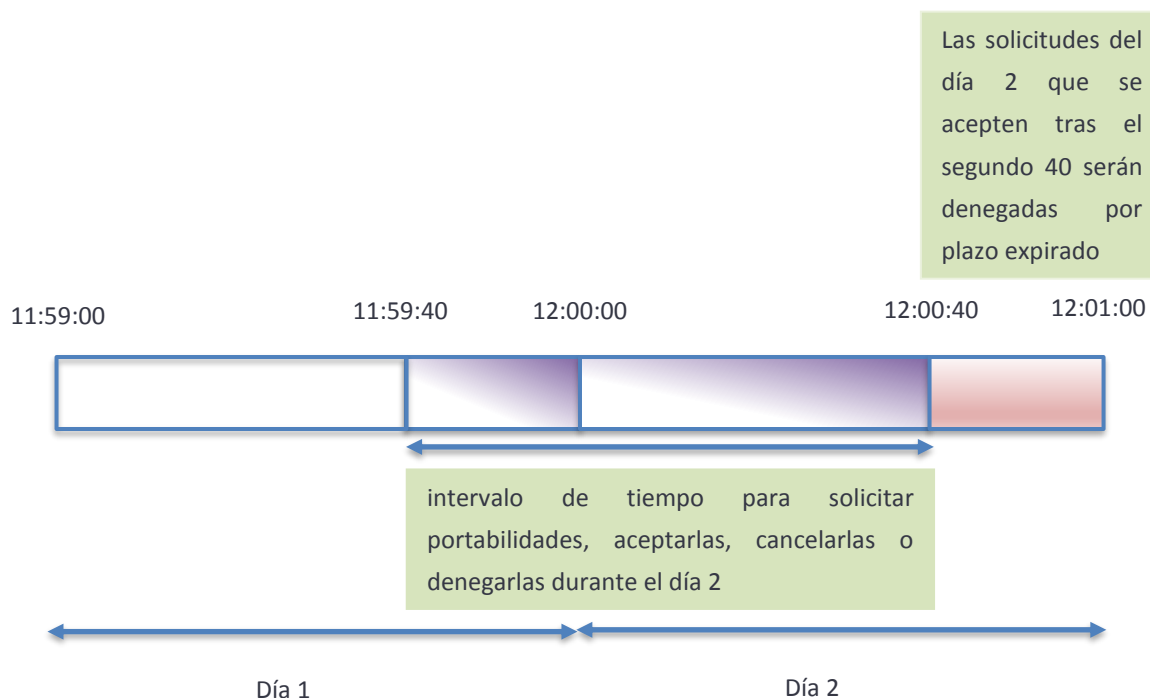 Las solicitudes del
día 2 que se
acepten tras el
segundo 40 serán
denegadas por
plazo expirado
11:59:00
11:59:40
12:00:00
12:00:40
12:01:00
intervalo de tiempo para solicitar
portabilidades, aceptarlas, cancelarlas o
denegarlas durante el día 2
Día 1
Día 2